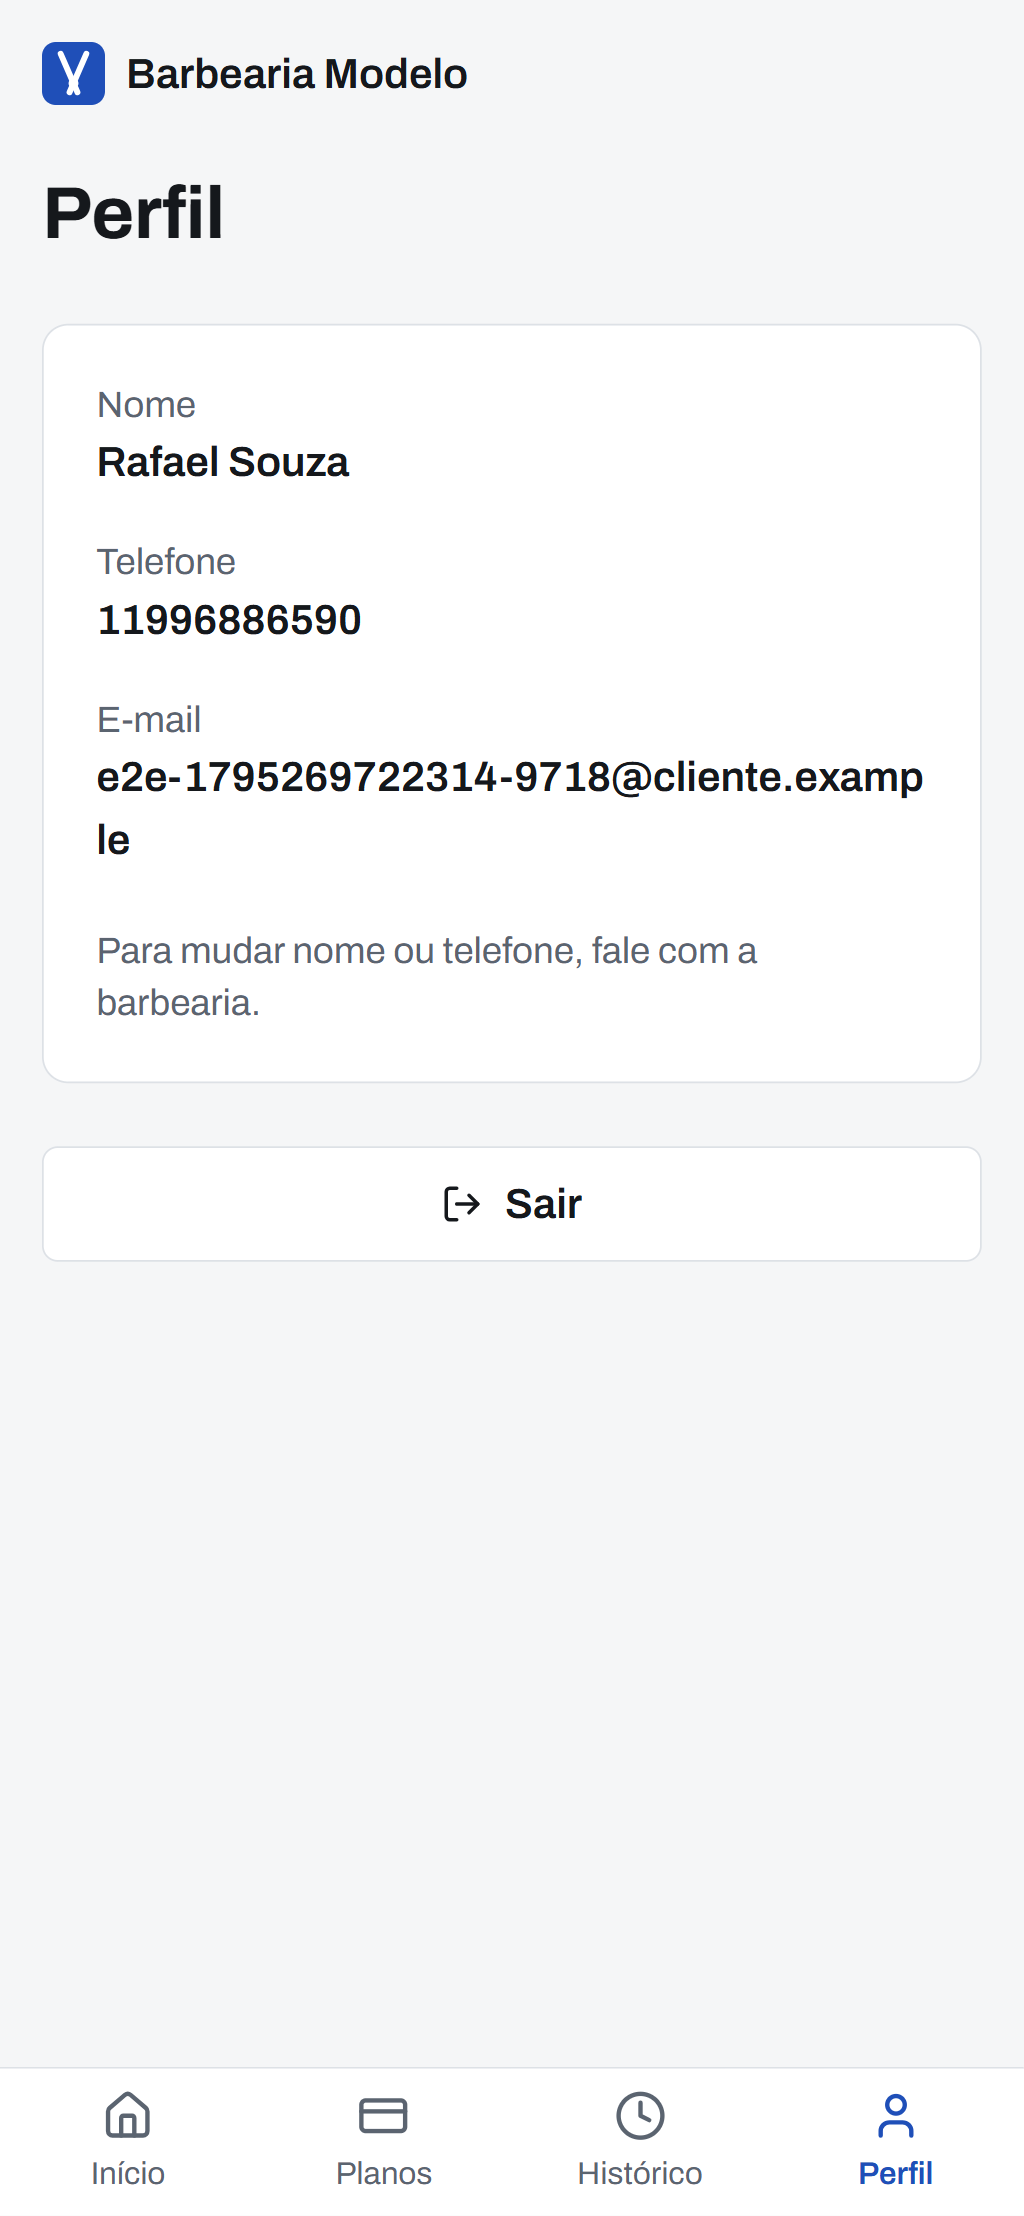 Barbearia Modelo
Perfil
Nome
Rafael Souza
Telefone
11996886590
E-mail
e2e-1795269722314-9718@cliente.examp
le
Para mudar nome ou telefone, fale com a
barbearia.
Sair
Início
Planos
Histórico
Perfil